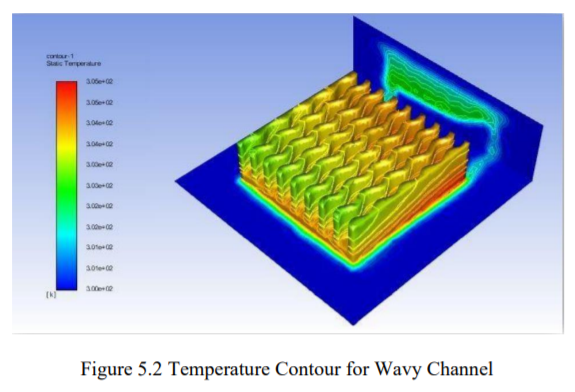 contour-1
Static Temperature
3.05e+02
3.05e+02
3.04e+02
3.04e+02
3.03e+02
3.03e+02
3.02e+02
3.02e+02
3.01e+02
3.01e+02
3.00e+02
[k]
Figure 5.2 Temperature Contour for Wavy Channel